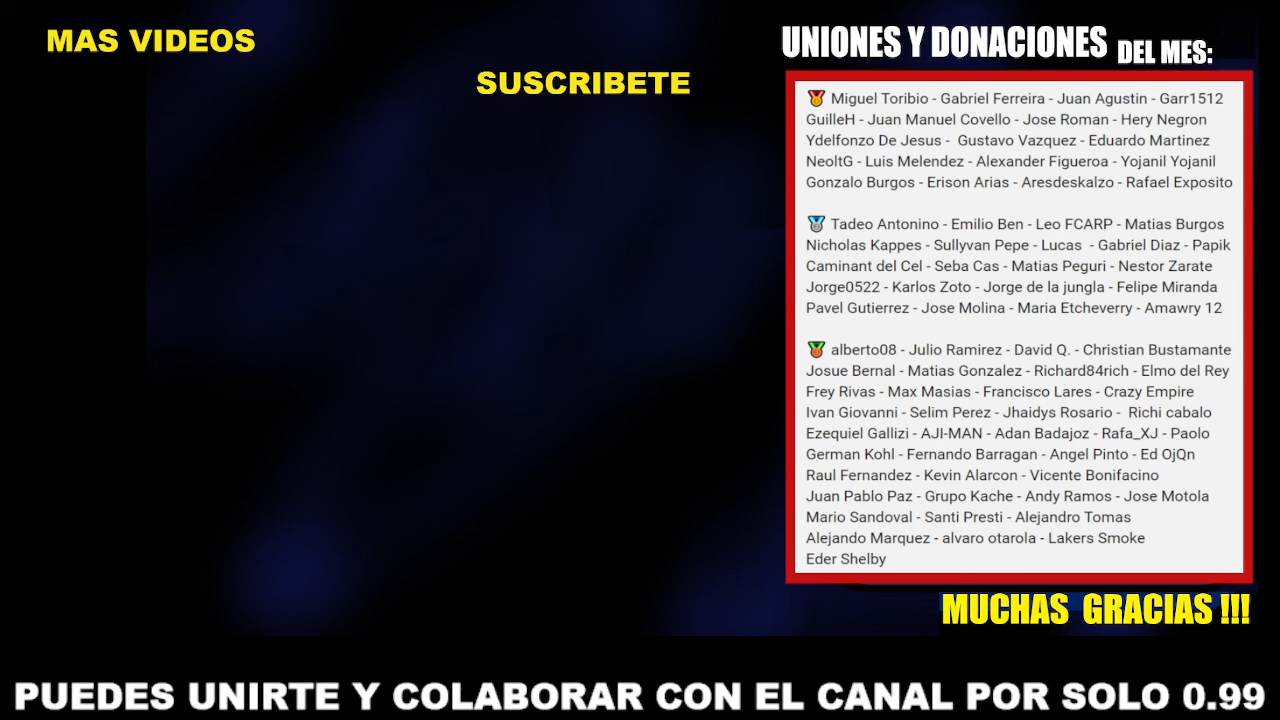 MAS VIDEOS
SUSCRIBETE
UNIONES Y DONACIONES DEL MES:
Miguel Toribio - Gabriel Ferreira - Juan Agustin - Garr1512
GuilleH - Juan Manuel Covello - Jose Roman - Hery Negron
Ydelfonzo De Jesus - Gustavo Vazquez - Eduardo Martinez
NeoltG - Luis Melendez - Alexander Figueroa - Yojanil Yojanil
Gonzalo Burgos - Erison Arias - Aresdeskalzo - Rafael Exposito
Tadeo Antonino - Emilio Ben - Leo FCARP - Matias Burgos
Nicholas Kappes - Sullyvan Pepe - Lucas - Gabriel Diaz - Papik
Caminant del Cel - Seba Cas - Matias Peguri - Nestor Zarate
Jorge0522 - Karlos Zoto - Jorge de la jungla - Felipe Miranda
Pavel Gutierrez - Jose Molina - Maria Etcheverry - Amawry 12
alberto08 - Julio Ramirez - David Q. - Christian Bustamante
Josue Bernal - Matias Gonzalez - Richard84rich - Elmo del Rey
Frey Rivas - Max Masias - Francisco Lares - Crazy Empire
Ivan Giovanni - Selim Perez - Jhaidys Rosario - Richi cabalo
Ezequiel Gallizi - AJI-MAN - Adan Badajoz - Rafa_XJ - Paolo
German Kohl - Fernando Barragan - Angel Pinto - Ed OjQn
Raul Fernandez - Kevin Alarcon - Vicente Bonifacino
Juan Pablo Paz - Grupo Kache - Andy Ramos - Jose Motola
Mario Sandoval - Santi Presti - Alejandro Tomas
Alejando Marquez - alvaro otarola - Lakers Smoke
Eder Shelby
MUCHAS GRACIAS !!!
PUEDES UNIRTE Y COLABORAR CON EL CANAL POR SOLO 0.99